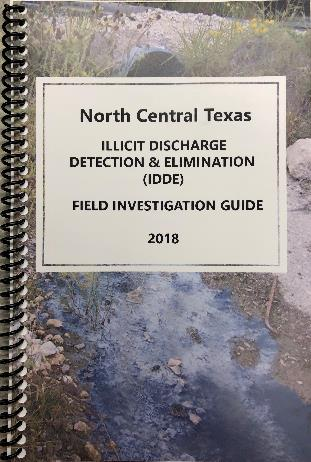 North Central Texas
ILLICIT DISCHARGE
DETECTION & ELIMINATION
(IDDE)
FIELD INVESTIGATION GUIDE
2018